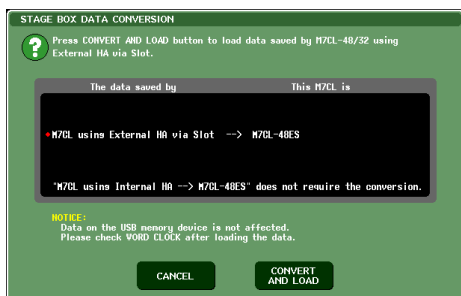 STAGE BOX DATA CONVERSION
?
Press CONVERT AND LOAD button to load data saved by M7CL-48/32 using
External HA via Slot.
The data saved by This M7CL is
*M7CL using External HA via Slot --> M7CL-48ES
"M7CL using Internal HA --> M7CL-48ES" does not require the conversion.
NOTICE:
Data on the USB memory device is not affected.
Please check WORD CLOCK after loading the data.
CANCEL
CONVERT
AND LOAD